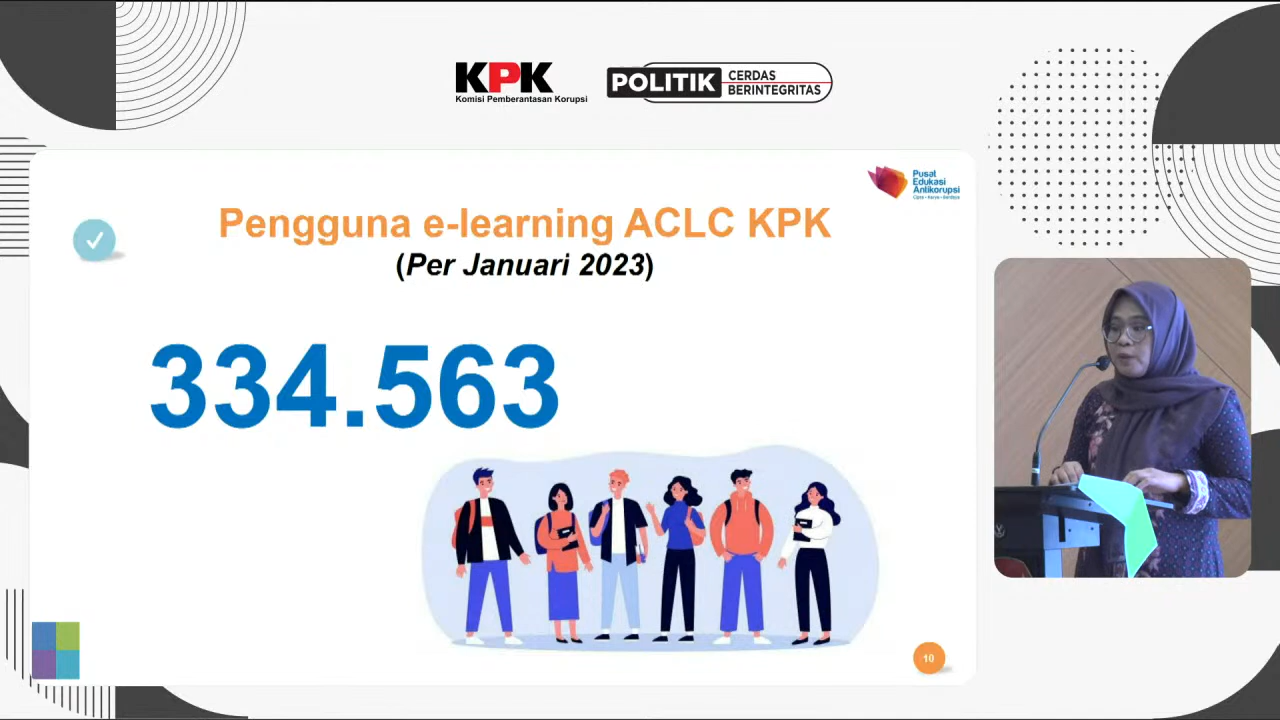 KPK
Komisi Pemberantasan Korupsi
POLITIK
CERDAS
BERINTEGRITAS
Pusat
Edukasi
Antikorupsi
Pengguna e-learning ACLC KPK
(Per Januari 2023)
334.563
10